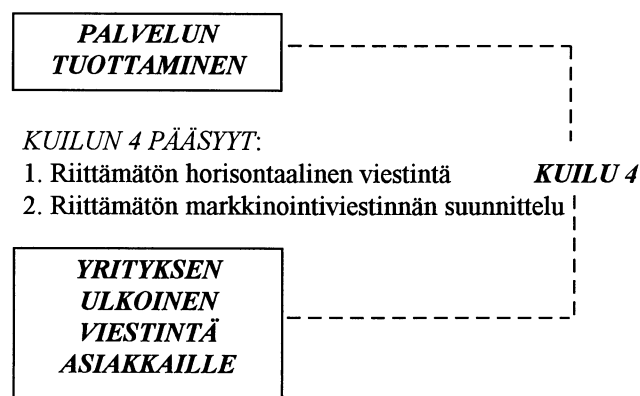 PALVELUN
TUOTTAMINEN
KUILUN 4 PÄÄSYYT:
1. Riittämätön horisontaalinen viestintä
KUILU 4
2. Riittämätön markkinointiviestinnän suunnittelu
YRITYKSEN
ULKOINEN
VIESTINTÄ
ASIAKKAILLE